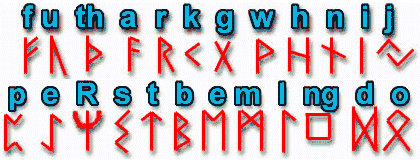 f u th a r k g w h n i j
ᚠ ᚢ ᚦ ᚨ ᚱ ᚲ ᚷ ᚹ ᚺ ᚾ ᛁ ᛃ
p e R s t b e m l ng d o
ᛈ ᛇ ᛉ ᛊ ᛏ ᛒ ᛖ ᛗ ᛚ ᛜ ᛞ ᛟ